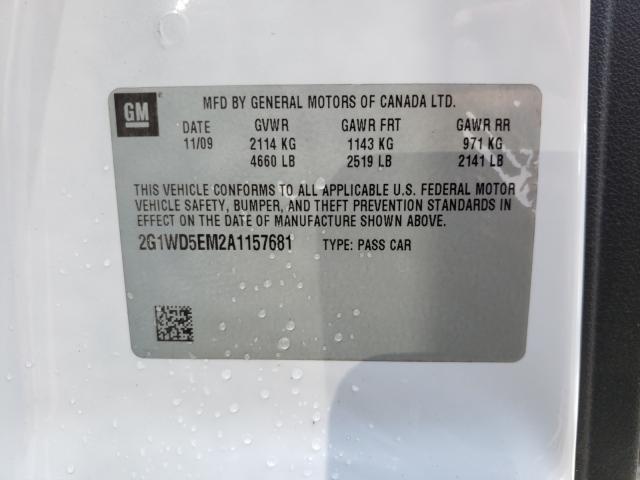 GM ®
MFD BY GENERAL MOTORS OF CANADA LTD.
DATE GVWR GAWR FRT GAWR RR
11/09 2114 KG 1143 KG 971 KG
4660 LB 2519 LB 2141 LB
THIS VEHICLE CONFORMS TO ALL APPLICABLE U.S. FEDERAL MOTOR
VEHICLE SAFETY, BUMPER, AND THEFT PREVENTION STANDARDS IN
EFFECT ON THE DATE OF MANUFACTURE SHOWN ABOVE.
2G1WD5EM2A1157681 TYPE: PASS CAR